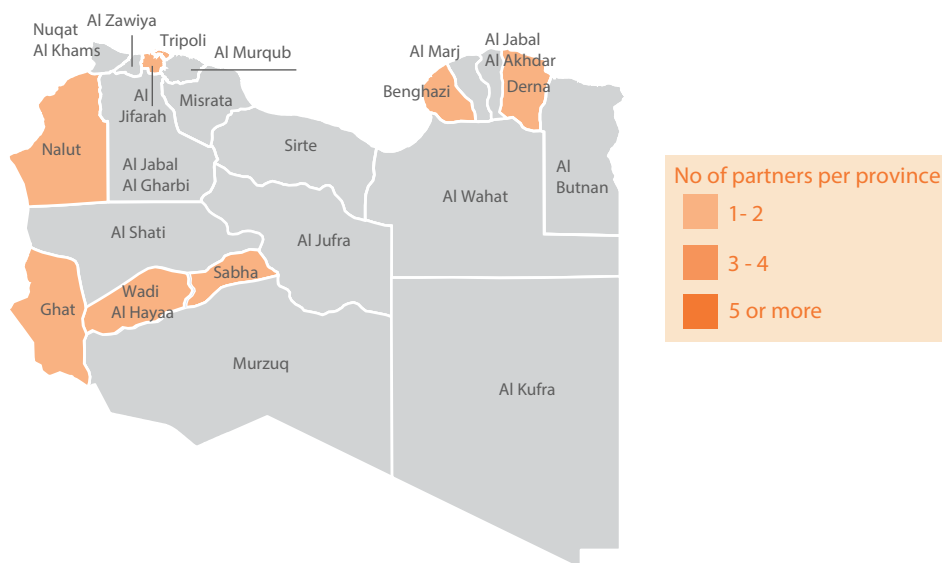 Nuqat
Al Khams
Al Zawiya
Tripoli
Al Murqub
Al Marj
Al Jabal
Al Akhdar
Benghazi
Derna
Al
Jifarah
Misrata
Nalut
Sirte
Al Jabal
Al Gharbi
Al Wahat
Al
Butnan
Al Shati
Al Jufra
Sabha
Wadi
Al Hayaa
Ghat
Murzuq
Al Kufra
No of partners per province
1- 2
3 - 4
5 or more